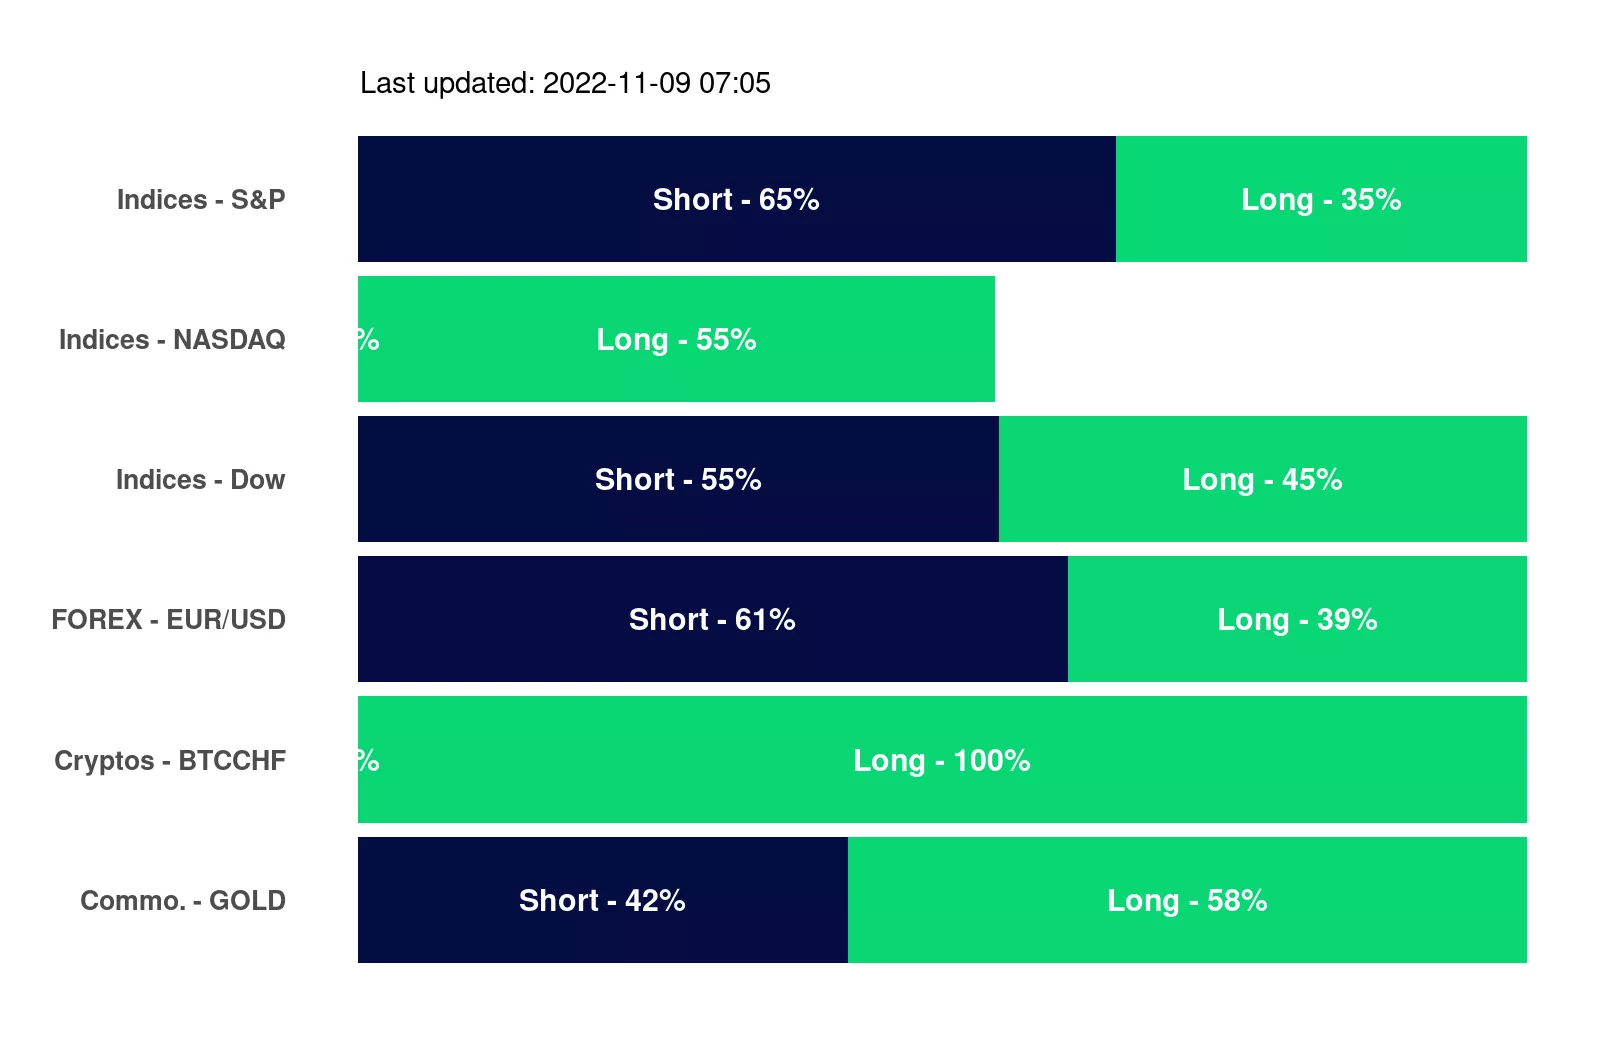 Last updated: 2022-11-09 07:05
Indices - S&P
Short - 65%
Long - 35%
Indices - NASDAQ
%
Long - 55%
Indices - Dow
Short - 55%
Long - 45%
FOREX - EUR/USD
Short - 61%
Long - 39%
Cryptos - BTCCHF
%
Long - 100%
Commo. - GOLD
Short - 42%
Long - 58%